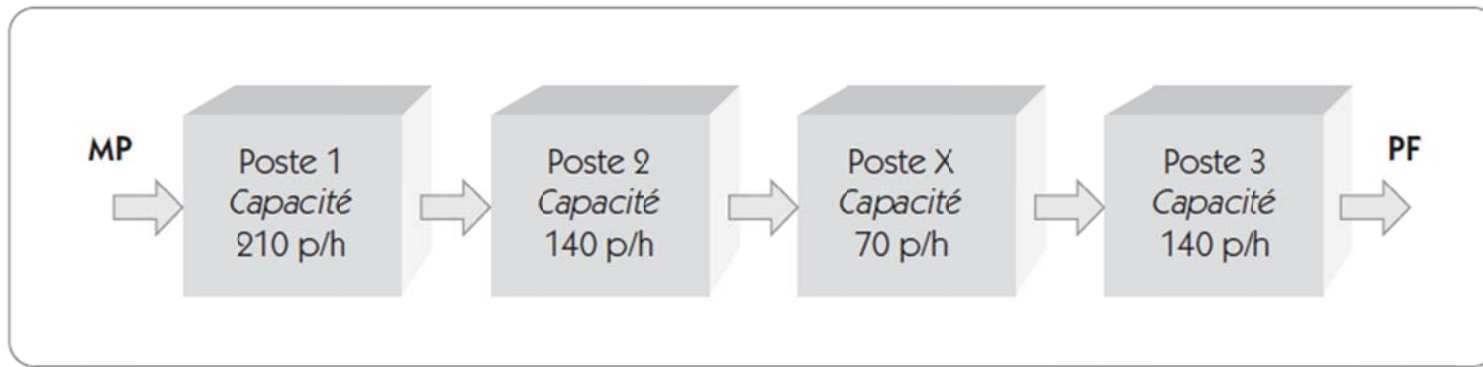 MP
Poste 1
Capacité
210 p/h
Poste 2
Capacité
140 p/h
Poste X
Capacité
70 p/h
Poste 3
Capacité
140 p/h
PF